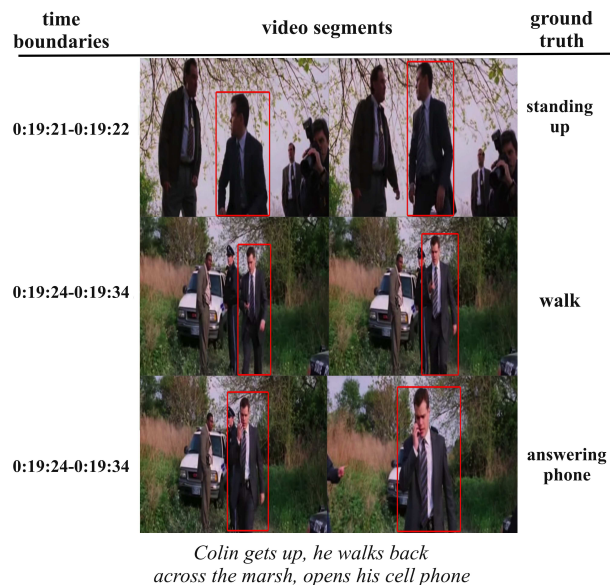 time
boundaries
video segments
ground
truth
0:19:21-0:19:22
standing
up
0:19:24-0:19:34
walk
0:19:24-0:19:34
answering
phone
Colin gets up, he walks back
across the marsh, opens his cell phone